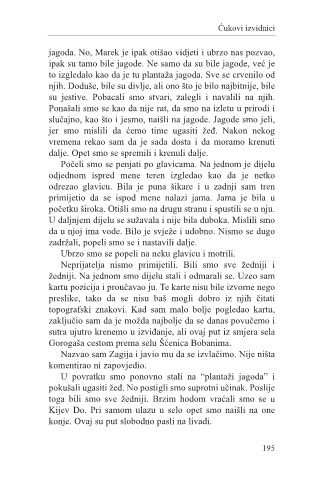 Ćukovi izvidnici
jagoda. No, Marek je ipak otišao vidjeti i ubrzo nas pozvao,
ipak su tamo bile jagode. Ne samo da su bile jagode, već je
to izgledalo kao da je tu plantaža jagoda. Sve se crvenilo od
njih. Doduše, bile su divlje, ali ono što je bilo najbitnije, bile
su jestive. Pobacali smo stvari, zalegli i navalili na njih.
Ponašali smo se kao da nije rat, da smo na izletu u prirodi i
slučajno, kao što i jesmo, naišli na jagode. Jagode smo jeli,
jer smo mislili da ćemo time ugasiti žeđ. Nakon nekog
vremena rekao sam da je sada dosta i da moramo krenuti
dalje. Opet smo se spremili i krenuli dalje.
Počeli smo se penjati po glavicama. Na jednom je dijelu
odjednom ispred mene teren izgledao kao da je netko
odrezao glavicu. Bila je puna šikare i u zadnji sam tren
primijetio da se ispod mene nalazi jama. Jama je bila u
početku široka. Otišli smo na drugu stranu i spustili se u nju.
U daljnjem dijelu se sužavala i nije bila duboka. Mislili smo
da u njoj ima vode. Bilo je svježe i udobno. Nismo se dugo
zadržali, popeli smo se i nastavili dalje.
Ubrzo smo se popeli na neku glavicu i motrili.
Neprijatelja nismo primijetili. Bili smo sve žedniji i
žedniji. Na jednom smo dijelu stali i odmarali se. Uzeo sam
kartu pozicija i proučavao ju. Te karte nisu bile izvorne nego
preslike, tako da se nisu baš mogli dobro iz njih čitati
topografski znakovi. Kad sam malo bolje pogledao kartu,
zaključio sam da je možda najbolje da se danas povučemo i
sutra ujutro krenemo u izviđanje, ali ovaj put iz smjera sela
Gorogaša cestom prema selu Šćenica Bobanima.
Nazvao sam Zagija i javio mu da se izvlačimo. Nije ništa
komentirao ni zapovjedio.
U povratku smo ponovno stali na “plantaži jagoda” i
pokušali ugasiti žeđ. No postigli smo suprotni učinak. Poslije
toga bili smo sve žedniji. Brzim hodom vraćali smo se u
Kijev Do. Pri samom ulazu u selo opet smo naišli na one
konje. Ovaj su put slobodno pasli na livadi.
195